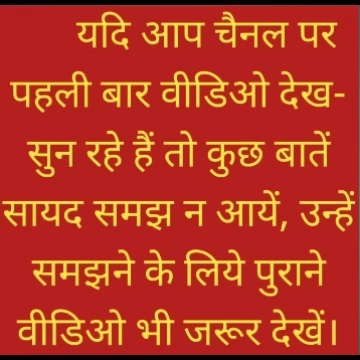 यदि आप चैनल पर
पहली बार वीडिओ देख-
सुन रहे हैं तो कुछ बातें
सायद समझ न आयें, उन्हें
समझने के लिये पुराने
वीडिओ भी जरूर देखें।